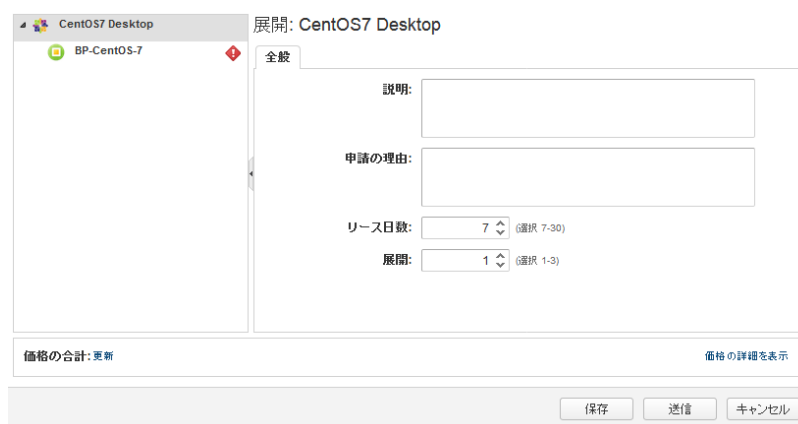 CentOS7 Desktop
BP-CentOS-7
展開: CentOS7 Desktop
全般
説明:
申請の理由:
リース日数: 7 (選択 7-30)
展開: 1 (選択 1-3)
価格の合計: 更新 価格の詳細を表示
保存 送信 キャンセル